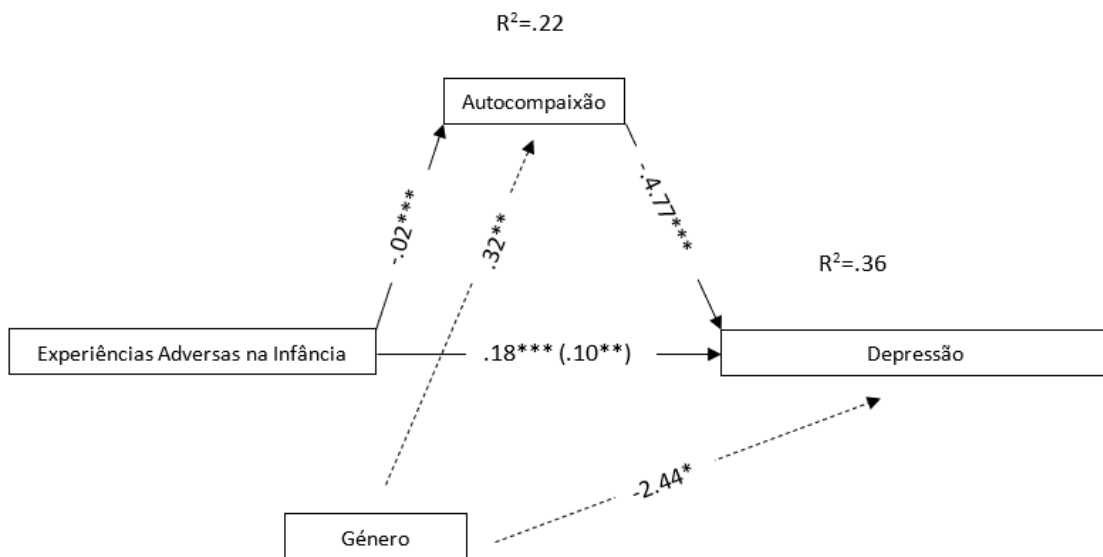 R²=.22
Autocompaixão
-.02***
.32**
-.4.77***
R²=.36
Experiências Adversas na Infância
.18*** (.10**)
Depressão
-2.44*
Género